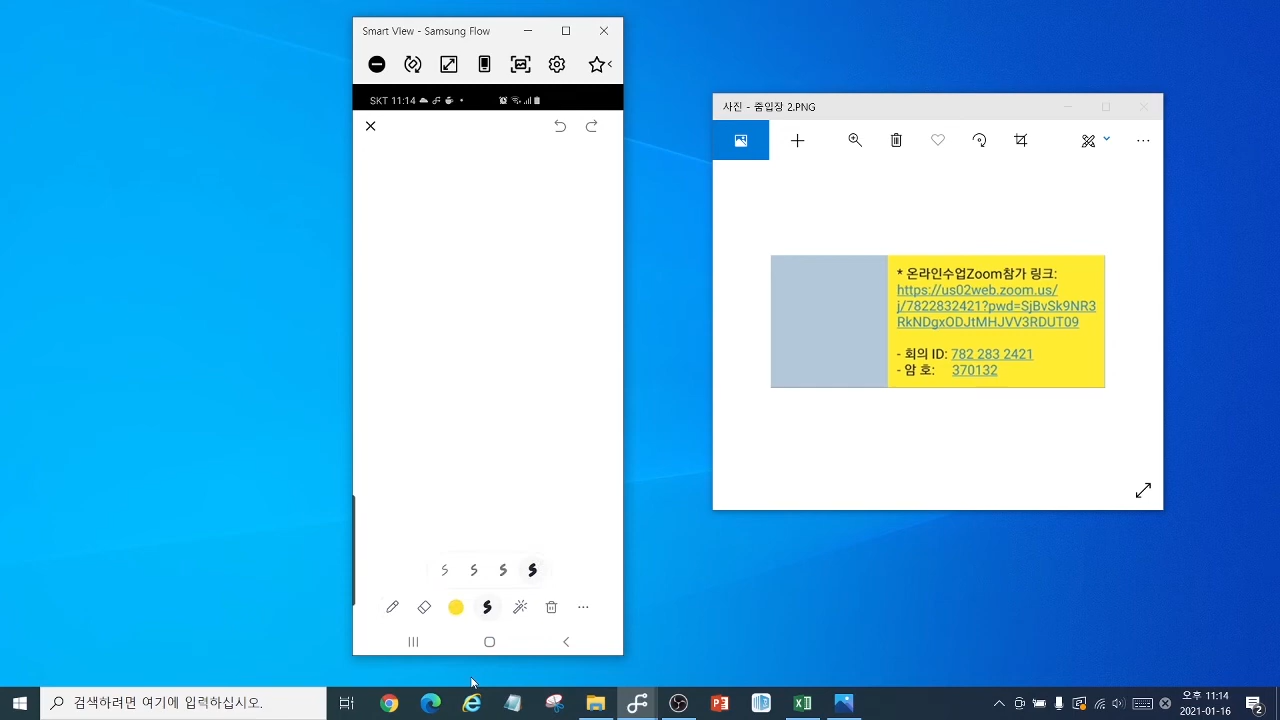 Smart View - Samsung Flow
SKT 11:14
사진 - 줌입장 2.PNG
* 온라인수업Zoom참가 링크:
https://us02web.zoom.us/
j/7822832421?pwd=SjBvSk9NR3
RkNDgxODJtMHJVV3RDUT09
- 회의 ID: 782 283 2421
- 암 호: 370132
검색하려면 여기에 입력하십시오.
오후 11:14
2021-01-16
2